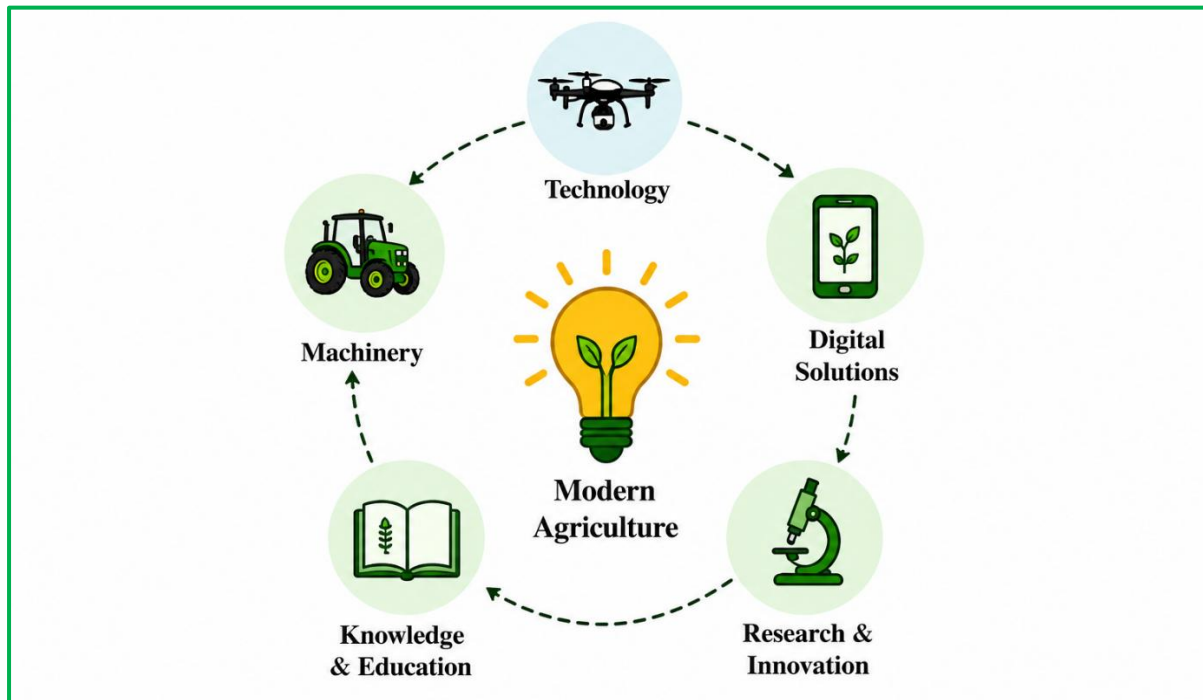 Technology
Machinery
Digital
Solutions
Modern
Agriculture
Knowledge
& Education
Research &
Innovation